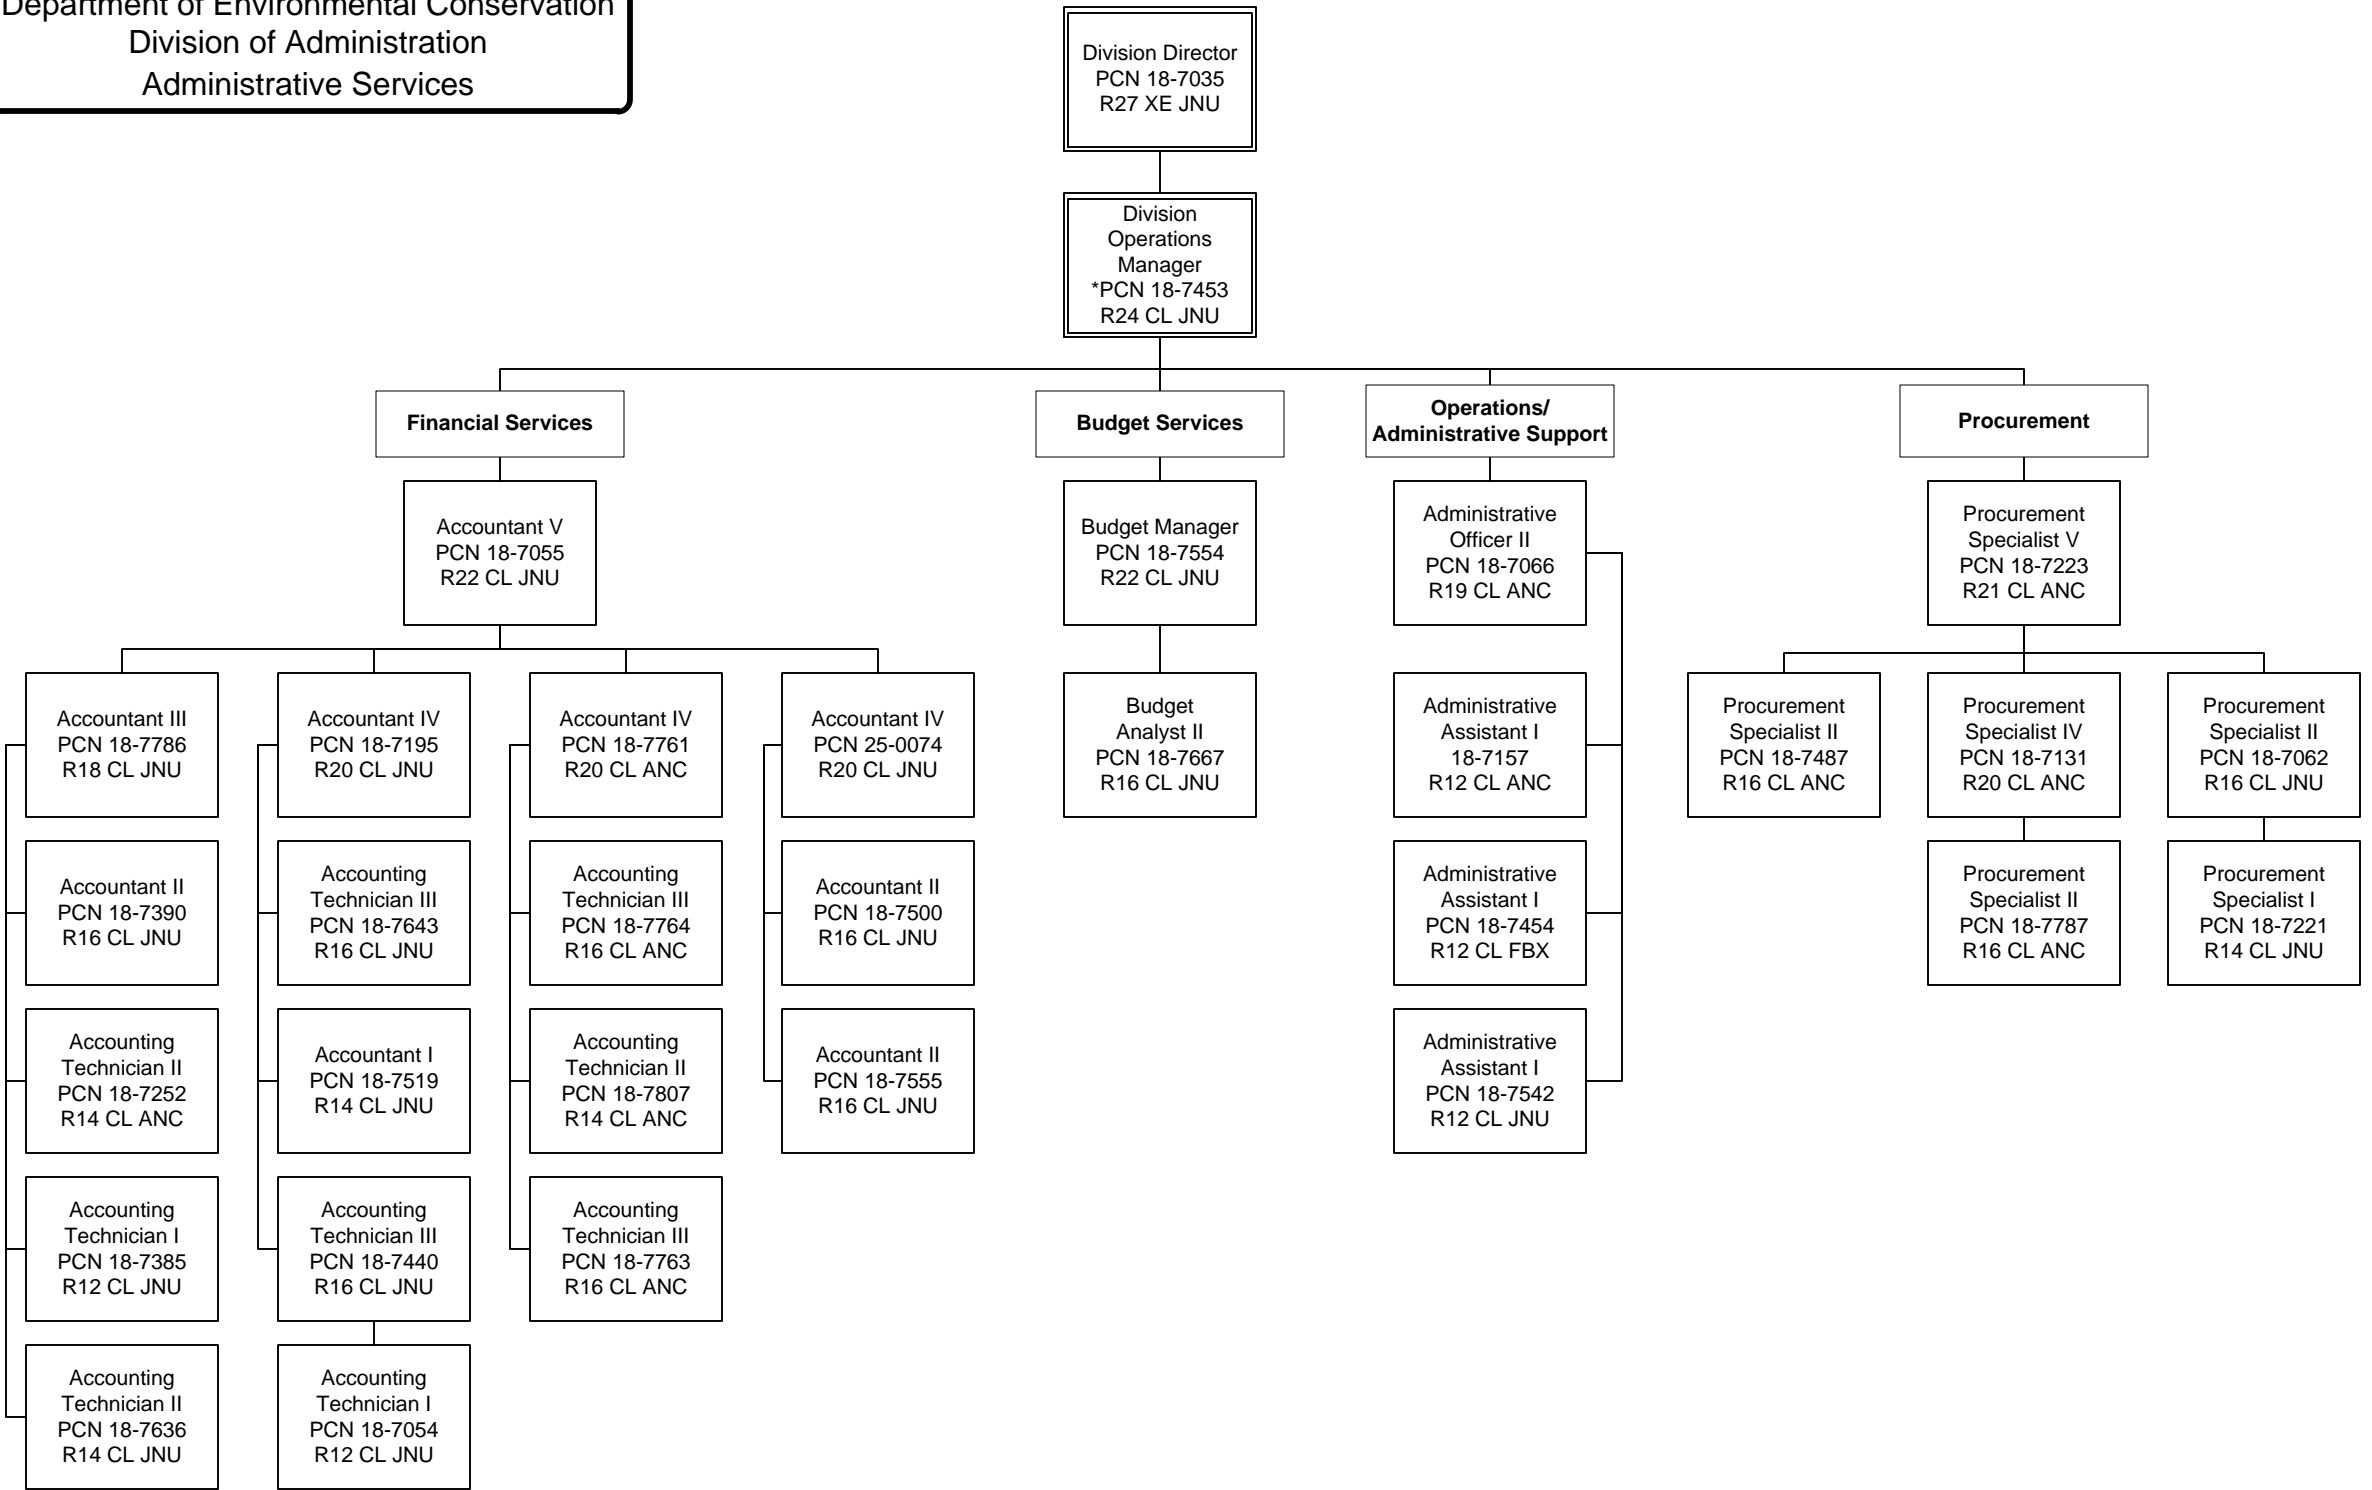 Department of Environmental Conservation
Division of Administration
Administrative Services
Division Director
PCN 18-7035
R27 XE JNU
Division
Operations
Manager
*PCN 18-7453
R24 CL JNU
Financial Services
Budget Services
Operations/
Administrative Support
Procurement
Accountant V
PCN 18-7055
R22 CL JNU
Budget Manager
PCN 18-7554
R22 CL JNU
Administrative
Officer II
PCN 18-7066
R19 CL ANC
Procurement
Specialist V
PCN 18-7223
R21 CL ANC
Accountant III
PCN 18-7786
R18 CL JNU
Accountant IV
PCN 18-7195
R20 CL JNU
Accountant IV
PCN 18-7761
R20 CL ANC
Accountant IV
PCN 25-0074
R20 CL JNU
Budget
Analyst II
PCN 18-7667
R16 CL JNU
Administrative
Assistant I
18-7157
R12 CL ANC
Procurement
Specialist II
PCN 18-7487
R16 CL ANC
Procurement
Specialist IV
PCN 18-7131
R20 CL ANC
Procurement
Specialist II
PCN 18-7062
R16 CL JNU
Accountant II
PCN 18-7390
R16 CL JNU
Accounting
Technician III
PCN 18-7643
R16 CL JNU
Accounting
Technician III
PCN 18-7764
R16 CL ANC
Accountant II
PCN 18-7500
R16 CL JNU
Administrative
Assistant I
PCN 18-7454
R12 CL FBX
Procurement
Specialist II
PCN 18-7787
R16 CL ANC
Procurement
Specialist I
PCN 18-7221
R14 CL JNU
Accounting
Technician II
PCN 18-7252
R14 CL ANC
Accountant I
PCN 18-7519
R14 CL JNU
Accounting
Technician II
PCN 18-7807
R14 CL ANC
Accountant II
PCN 18-7555
R16 CL JNU
Administrative
Assistant I
PCN 18-7542
R12 CL JNU
Accounting
Technician I
PCN 18-7385
R12 CL JNU
Accounting
Technician III
PCN 18-7440
R16 CL JNU
Accounting
Technician III
PCN 18-7763
R16 CL ANC
Accounting
Technician II
PCN 18-7636
R14 CL JNU
Accounting
Technician I
PCN 18-7054
R12 CL JNU